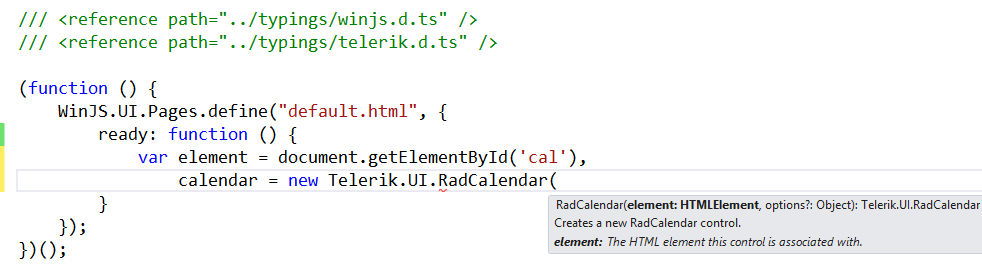 /// <reference path="../typings/winjs.d.ts" />
/// <reference path="../typings/telerik.d.ts" />

(function () {
    WinJS.UI.Pages.define("default.html", {
        ready: function () {
            var element = document.getElementById('cal'),
                calendar = new Telerik.UI.RadCalendar(
        }
    });
})();
RadCalendar(element: HTMLElement, options?: Object): Telerik.UI.RadCalendar
Creates a new RadCalendar control.
element: The HTML element this control is associated with.